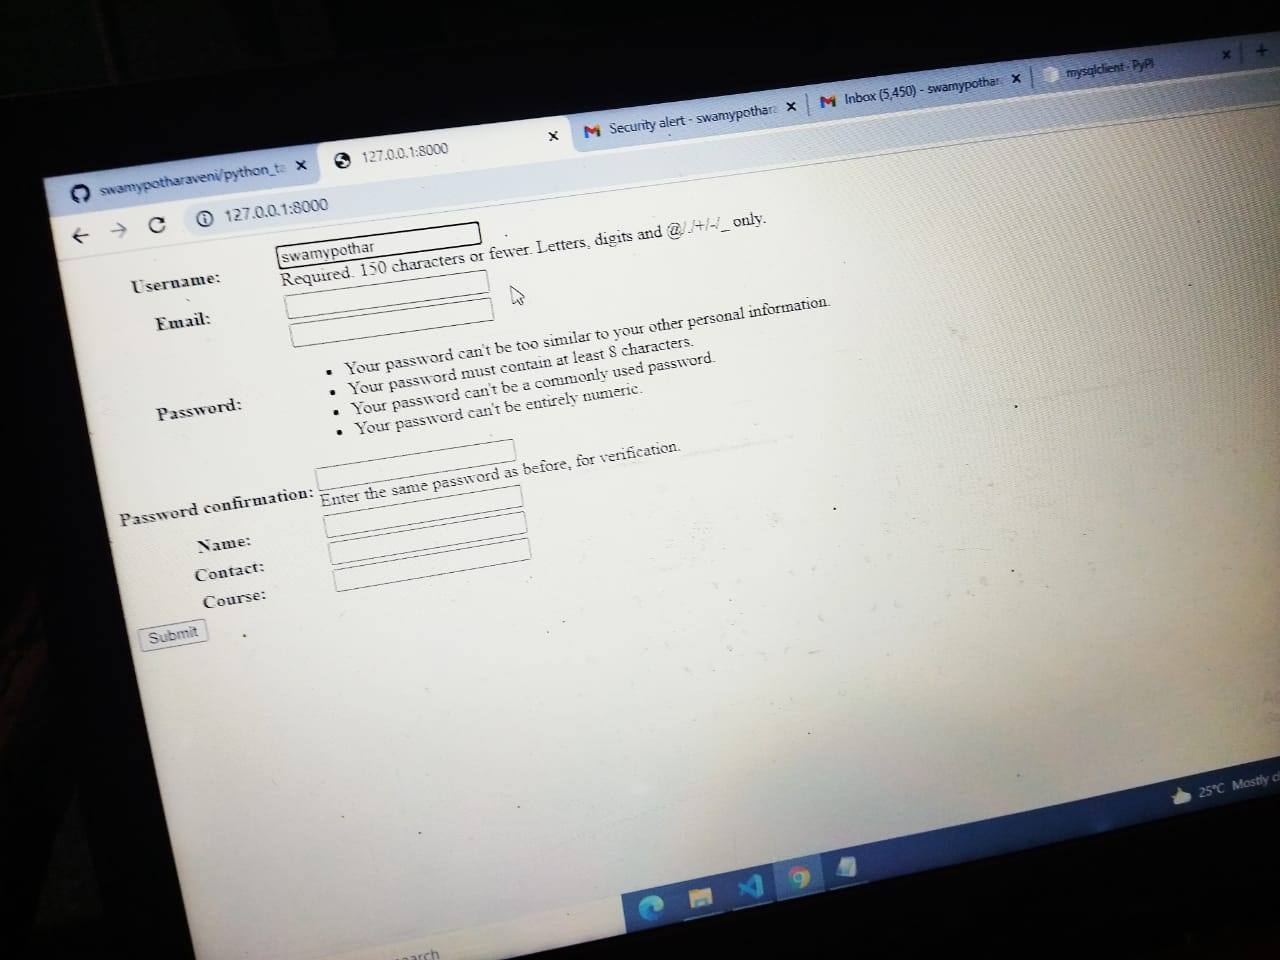 swamypotharaveni/python_ta
127.0.0.1:8000
Security alert - swamypothara
Inbox (5,450) - swamypothar
mysqlclient · PyPI
127.0.0.1:8000
Username:
swamypothar
Required. 150 characters or fewer. Letters, digits and @/./+/-/_ only.
Email:
Password:
Your password can't be too similar to your other personal information.
Your password must contain at least 8 characters.
Your password can't be a commonly used password.
Your password can't be entirely numeric.
Password confirmation:
Enter the same password as before, for verification.
Name:
Contact:
Course:
Submit
25°C Mostly cl
earch